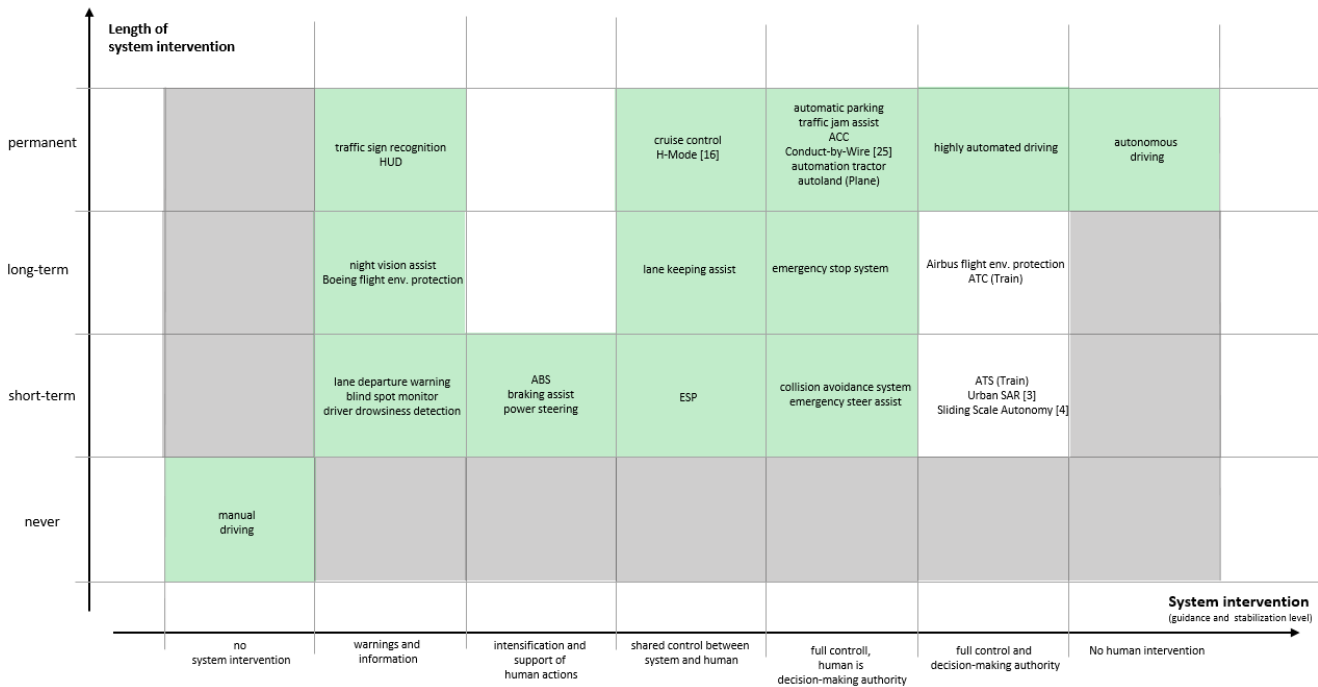 Length of
system intervention
permanent
traffic sign recognition
HUD
cruise control
H-Mode [16]
automatic parking
traffic jam assist
ACC
Conduct-by-Wire [25]
automation tractor
autoland (Plane)
highly automated driving
autonomous
driving
long-term
night vision assist
Boeing flight env. protection
lane keeping assist
emergency stop system
Airbus flight env. protection
ATC (Train)
short-term
lane departure warning
blind spot monitor
driver drowsiness detection
ABS
braking assist
power steering
ESP
collision avoidance system
emergency steer assist
ATS (Train)
Urban SAR [3]
Sliding Scale Autonomy [4]
never
manual
driving
System intervention
(guidance and stabilization level)
no
system intervention
warnings and
information
intensification and
support of
human actions
shared control between
system and human
full controll,
human is
decision-making authority
full control and
decision-making authority
No human intervention